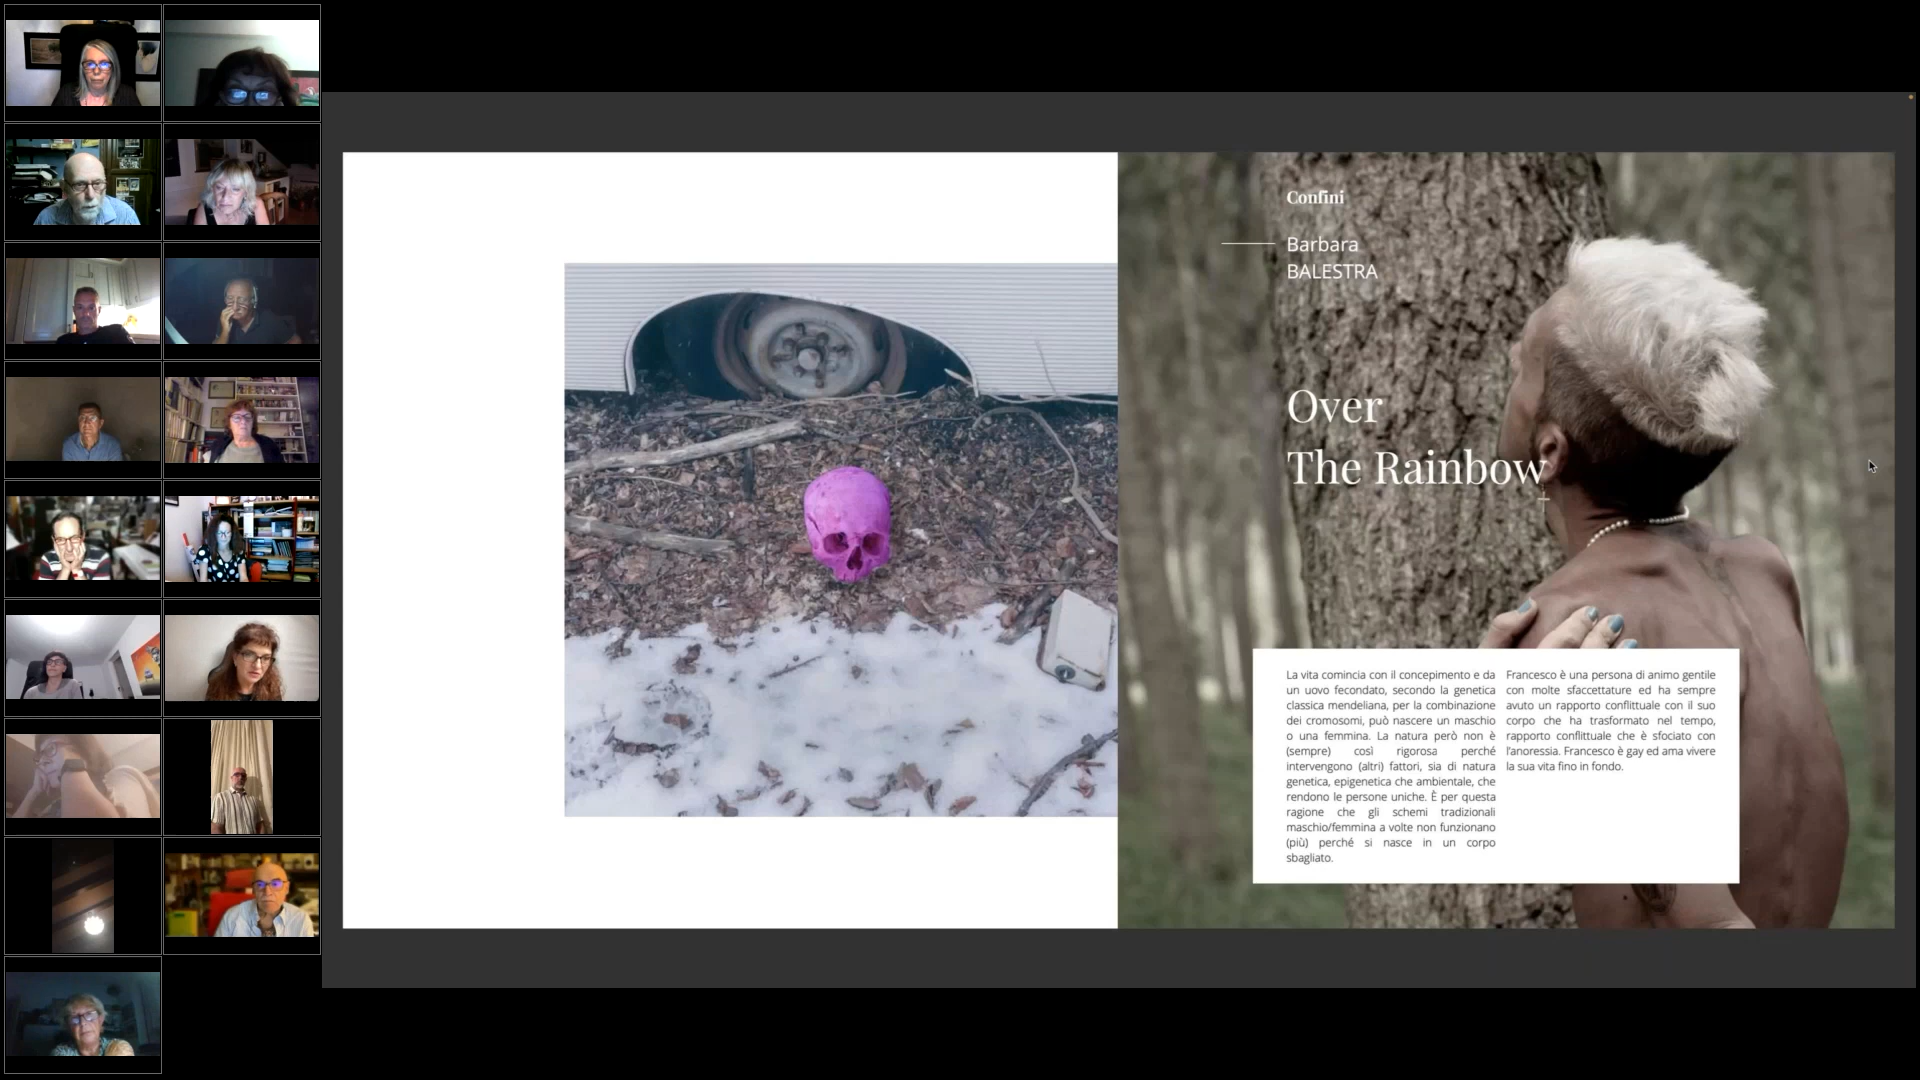 Confini
Barbara
BALESTRA
Over
The Rainbow
La vita comincia con il concepimento e da
un uovo fecondato, secondo la genetica
classica mendeliana, per la combinazione
dei cromosomi, può nascere un maschio
o una femmina. La natura però non è
(sempre) così rigorosa perché
intervengono (altri) fattori, sia di natura
genetica, epigenetica che ambientale, che
rendono le persone uniche. È per questa
ragione che gli schemi tradizionali
maschio/femmina a volte non funzionano
(più) perché si nasce in un corpo
sbagliato.
Francesco è una persona di animo gentile
con molte sfaccettature ed ha sempre
avuto un rapporto conflittuale con il suo
corpo che ha trasformato nel tempo,
rapporto conflittuale che è sfociato con
l'anoressia. Francesco è gay ed ama vivere
la sua vita fino in fondo.